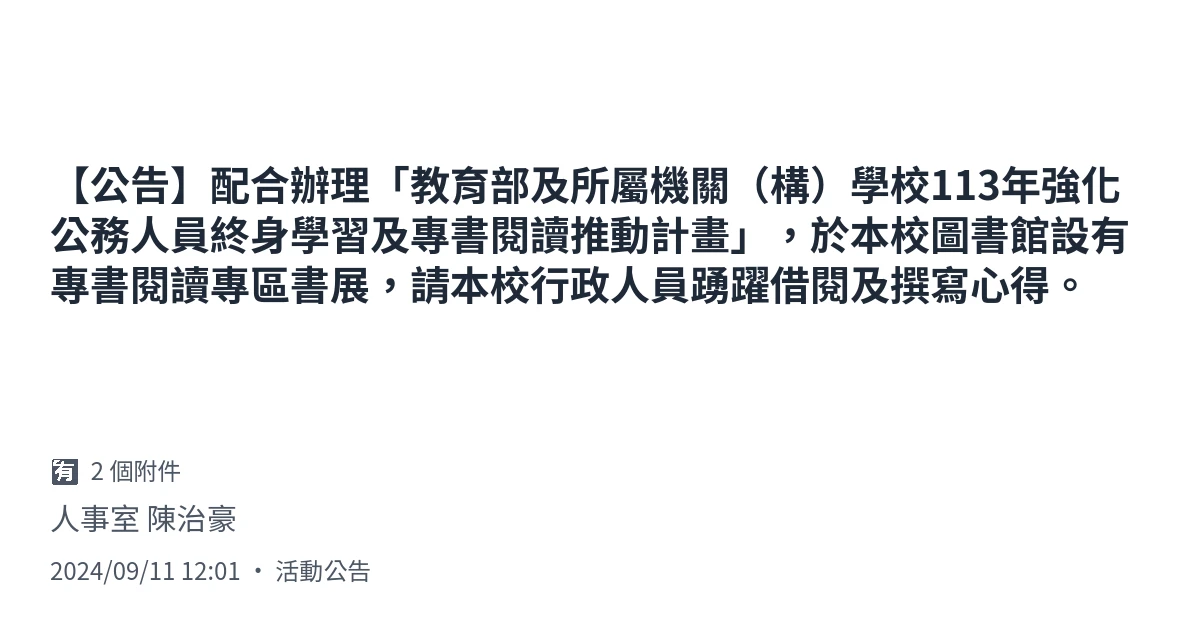 【公告】配合辦理「教育部及所屬機關（構）學校113年強化
公務人員終身學習及專書閱讀推動計畫」，於本校圖書館設有
專書閱讀專區書展，請本校行政人員踴躍借閱及撰寫心得。
🈶 2 個附件
人事室 陳治豪
2024/09/11 12:01 · 活動公告